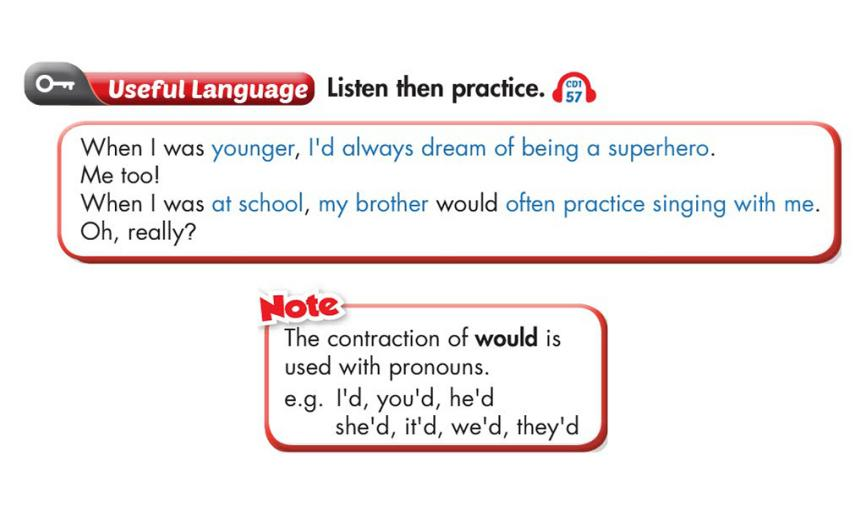 Useful Language Listen then practice. CD1 57
When I was younger, I'd always dream of being a superhero.
Me too!
When I was at school, my brother would often practice singing with me.
Oh, really?
Note
The contraction of would is
used with pronouns.
e.g. I'd, you'd, he'd
she'd, it'd, we'd, they'd